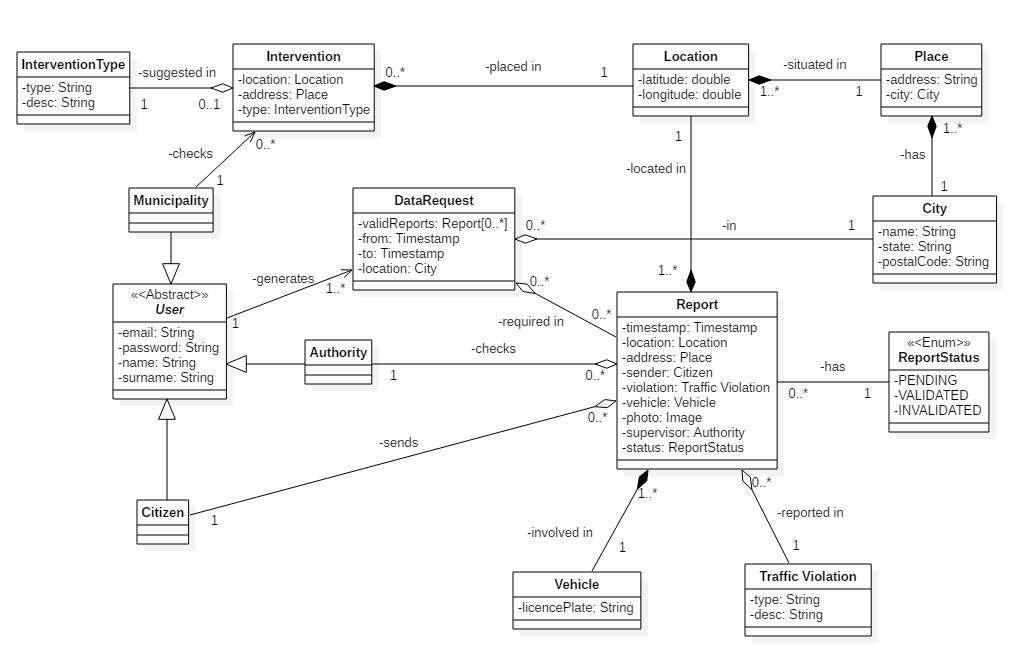 InterventionType
-type: String
-desc: String
-suggested in
1
0..1
Intervention
-location: Location
-address: Place
-type: InterventionType
0..*
-placed in
1
Location
-latitude: double
-longitude: double
-situated in
1..*
1
Place
-address: String
-city: City
1..*
-has
1
-checks
0..*
1
Municipality
1
-located in
1..*
DataRequest
-validReports: Report[0..*]
-from: Timestamp
-to: Timestamp
-location: City
0..*
-in
1
City
-name: String
-state: String
-postalCode: String
-generates
1..*
1
0..*
-required in
0..*
«<Abstract>»
User
-email: String
-password: String
-name: String
-surname: String
Authority
-checks
1
0..*
Report
-timestamp: Timestamp
-location: Location
-address: Place
-sender: Citizen
-violation: Traffic Violation
-vehicle: Vehicle
-photo: Image
-supervisor: Authority
-status: ReportStatus
-has
0..*
1
«<Enum>»
ReportStatus
-PENDING
-VALIDATED
-INVALIDATED
0..*
-sends
1
Citizen
1..*
-involved in
1
Vehicle
-licencePlate: String
0..*
-reported in
1
Traffic Violation
-type: String
-desc: String